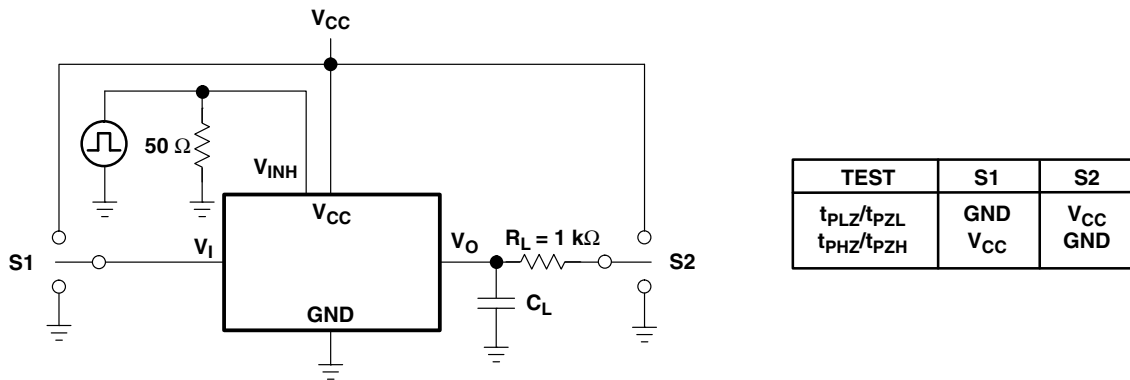 VCC
50 Ω
VINH
VCC
S1
VI
VO
RL = 1 kΩ
S2
CL
GND
TEST S1 S2
tPLZ/tPZL GND VCC
tPHZ/tPZH VCC GND